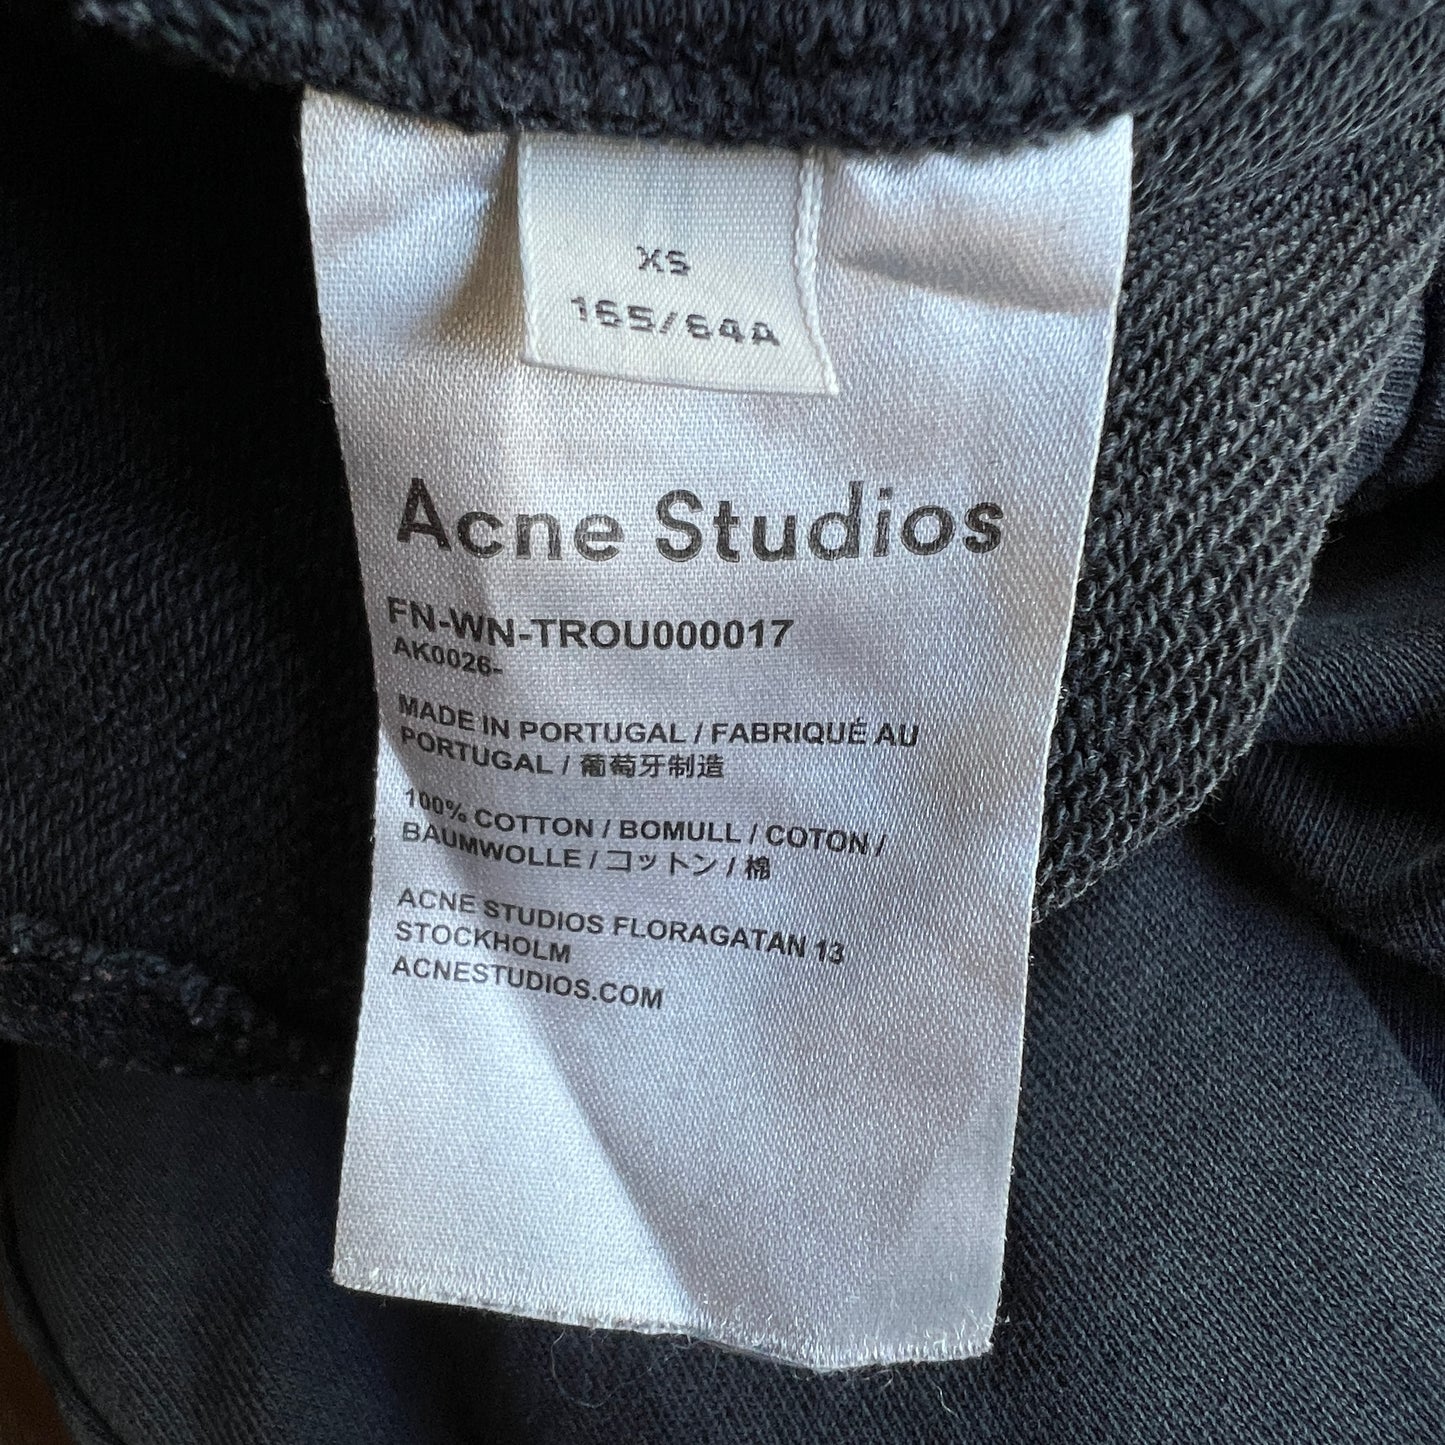 XS
165/64A
Acne Studios
FN-WN-TROU000017
AK0026-
MADE IN PORTUGAL / FABRIQUÉ AU
PORTUGAL / 葡萄牙制造
100% COTTON / BOMULL / COTON /
BAUMWOLLE / コットン / 棉
ACNE STUDIOS FLORAGATAN 13
STOCKHOLM
ACNESTUDIOS.COM